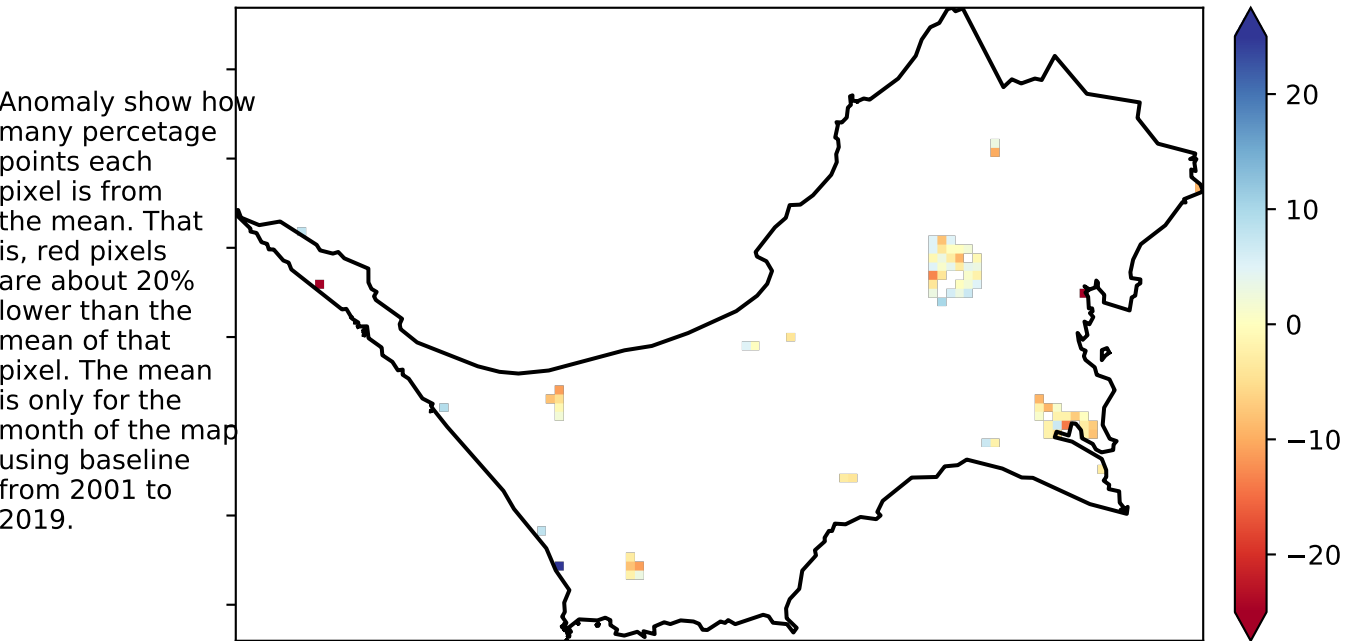 Anomaly show how
many percetage
points each
pixel is from
the mean. That
is, red pixels
are about 20%
lower than the
mean of that
pixel. The mean
is only for the
month of the map
using baseline
from 2001 to
2019.
20
10
0
−10
−20